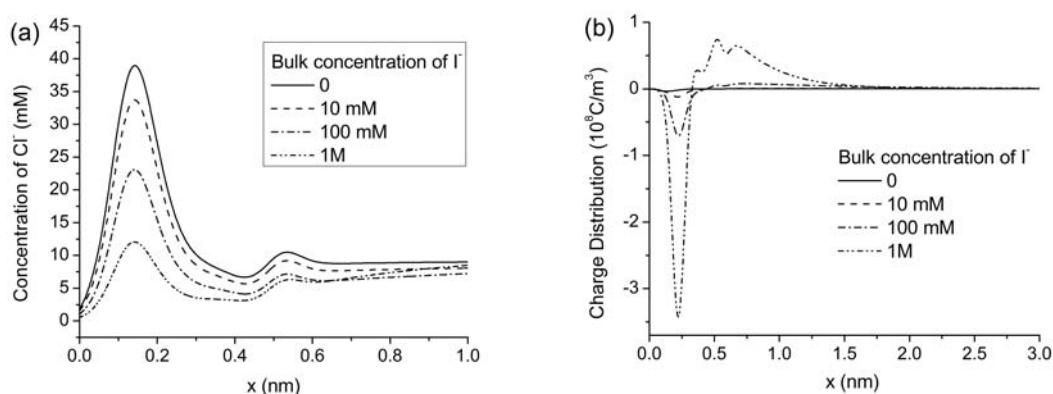 (a)
45
40
35
30
25
20
15
10
5
0
Concentration of Cl⁻ (mM)
Bulk concentration of I⁻
0
10 mM
100 mM
1M
0.0 0.2 0.4 0.6 0.8 1.0
x (nm)
(b)
1
0
-1
-2
-3
Charge Distribution (10⁸C/m³)
Bulk concentration of I⁻
0
10 mM
100 mM
1M
0.0 0.5 1.0 1.5 2.0 2.5 3.0
x (nm)